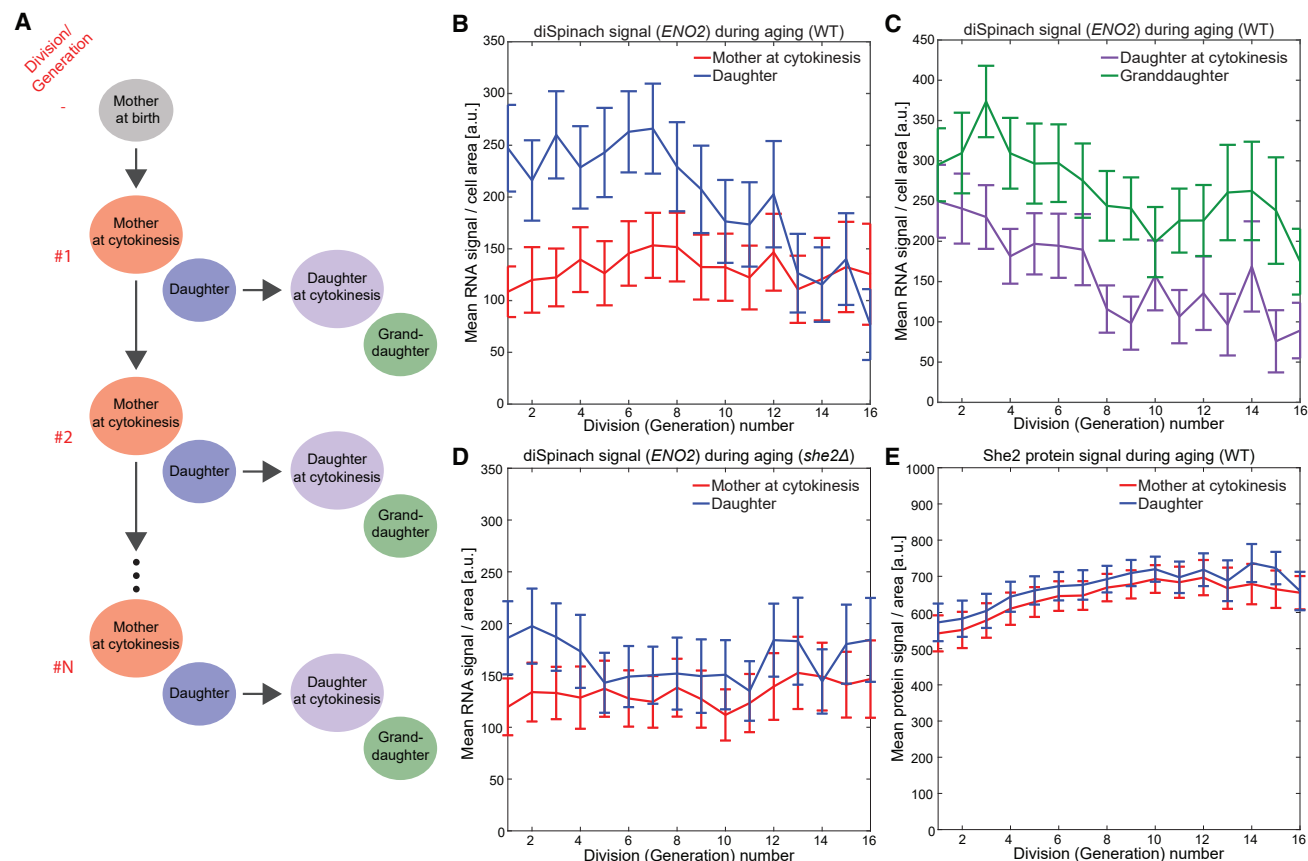 A
Division/
Generation
-
Mother
at birth
Mother
at cytokinesis
#1
Daughter
Daughter
at cytokinesis
Grand-
daughter
Mother
at cytokinesis
#2
Daughter
Daughter
at cytokinesis
Grand-
daughter
Mother
at cytokinesis
#N
Daughter
Daughter
at cytokinesis
Grand-
daughter
B
diSpinach signal (ENO2) during aging (WT)
Mother at cytokinesis
Daughter
Mean RNA signal / cell area [a.u.]
350
300
250
200
150
100
50
0
2 4 6 8 10 12 14 16
Division (Generation) number
C
diSpinach signal (ENO2) during aging (WT)
Daughter at cytokinesis
Granddaughter
Mean RNA signal / cell area [a.u.]
450
400
350
300
250
200
150
100
50
0
2 4 6 8 10 12 14 16
Division (Generation) number
D
diSpinach signal (ENO2) during aging (she2Δ)
Mother at cytokinesis
Daughter
Mean RNA signal / area [a.u.]
350
300
250
200
150
100
50
0
2 4 6 8 10 12 14 16
Division (Generation) number
E
She2 protein signal during aging (WT)
Mother at cytokinesis
Daughter
Mean protein signal / area [a.u.]
1000
900
800
700
600
500
400
300
200
100
0
2 4 6 8 10 12 14 16
Division (Generation) number